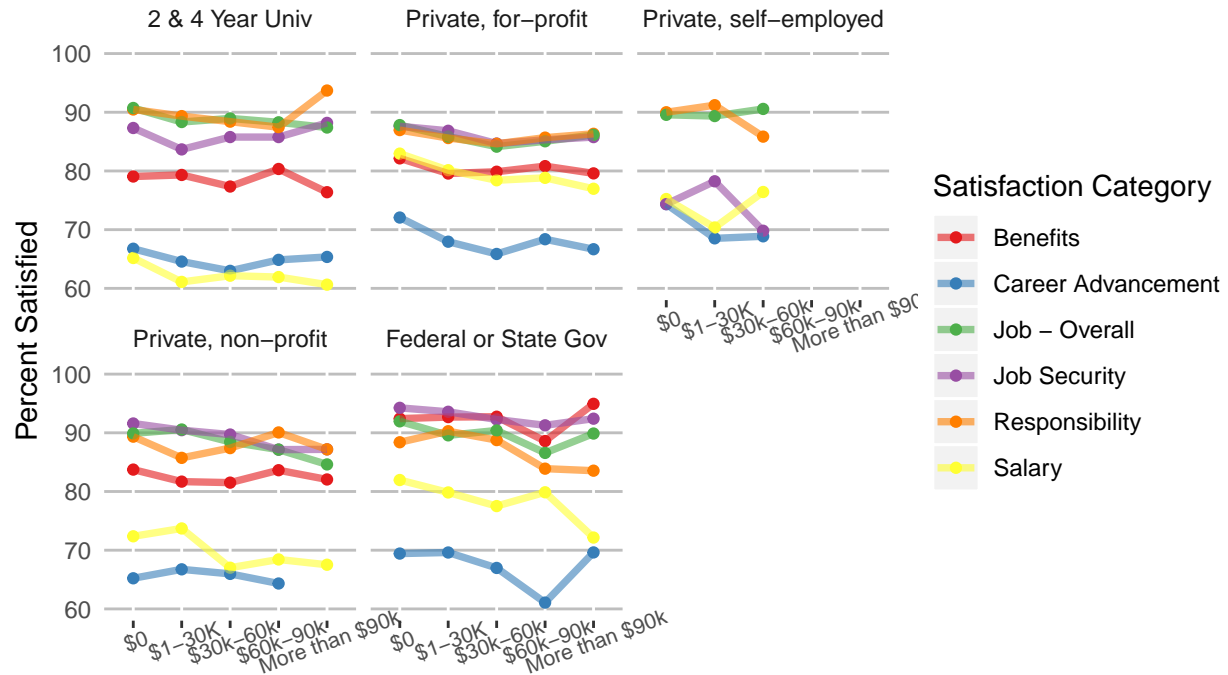 2 & 4 Year Univ
Private, for−profit
Private, self−employed
100
90
80
70
60
$0
$1−30K
$30k−60k
$60k−90k
More than $90
Private, non−profit
Federal or State Gov
100
90
80
70
60
$0
$1−30K
$30k−60k
$60k−90k
More than $90k
$0
$1−30K
$30k−60k
$60k−90k
More than $90k
Percent Satisfied
Satisfaction Category
Benefits
Career Advancement
Job − Overall
Job Security
Responsibility
Salary